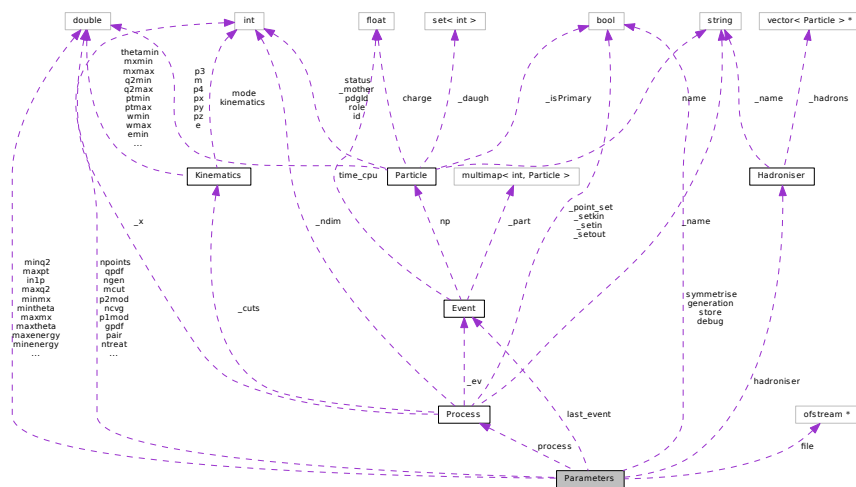 double
int
float
set< int >
bool
string
vector< Particle > *
thetamin
mxmin
mxmax
q2min
q2max
ptmin
ptmax
wmin
wmax
emin
...
p3
m
p4
px
py
pz
e
mode
kinematics
status
_mother
pdgId
role
id
charge
_daugh
_isPrimary
name
_name
_hadrons
Kinematics
time_cpu
Particle
multimap< int, Particle >
Hadroniser
_x
_ndim
np
_part
_point_set
_setkin
_setin
_setout
_name
minq2
maxpt
in1p
maxq2
minmx
mintheta
maxmx
maxtheta
maxenergy
minenergy
...
npoints
qpdf
ngen
mcut
p2mod
ncvg
p1mod
gpdf
pair
ntreat
...
_cuts
Event
symmetrise
generation
store
debug
_ev
hadroniser
Process
last_event
ofstream *
process
file
Parameters